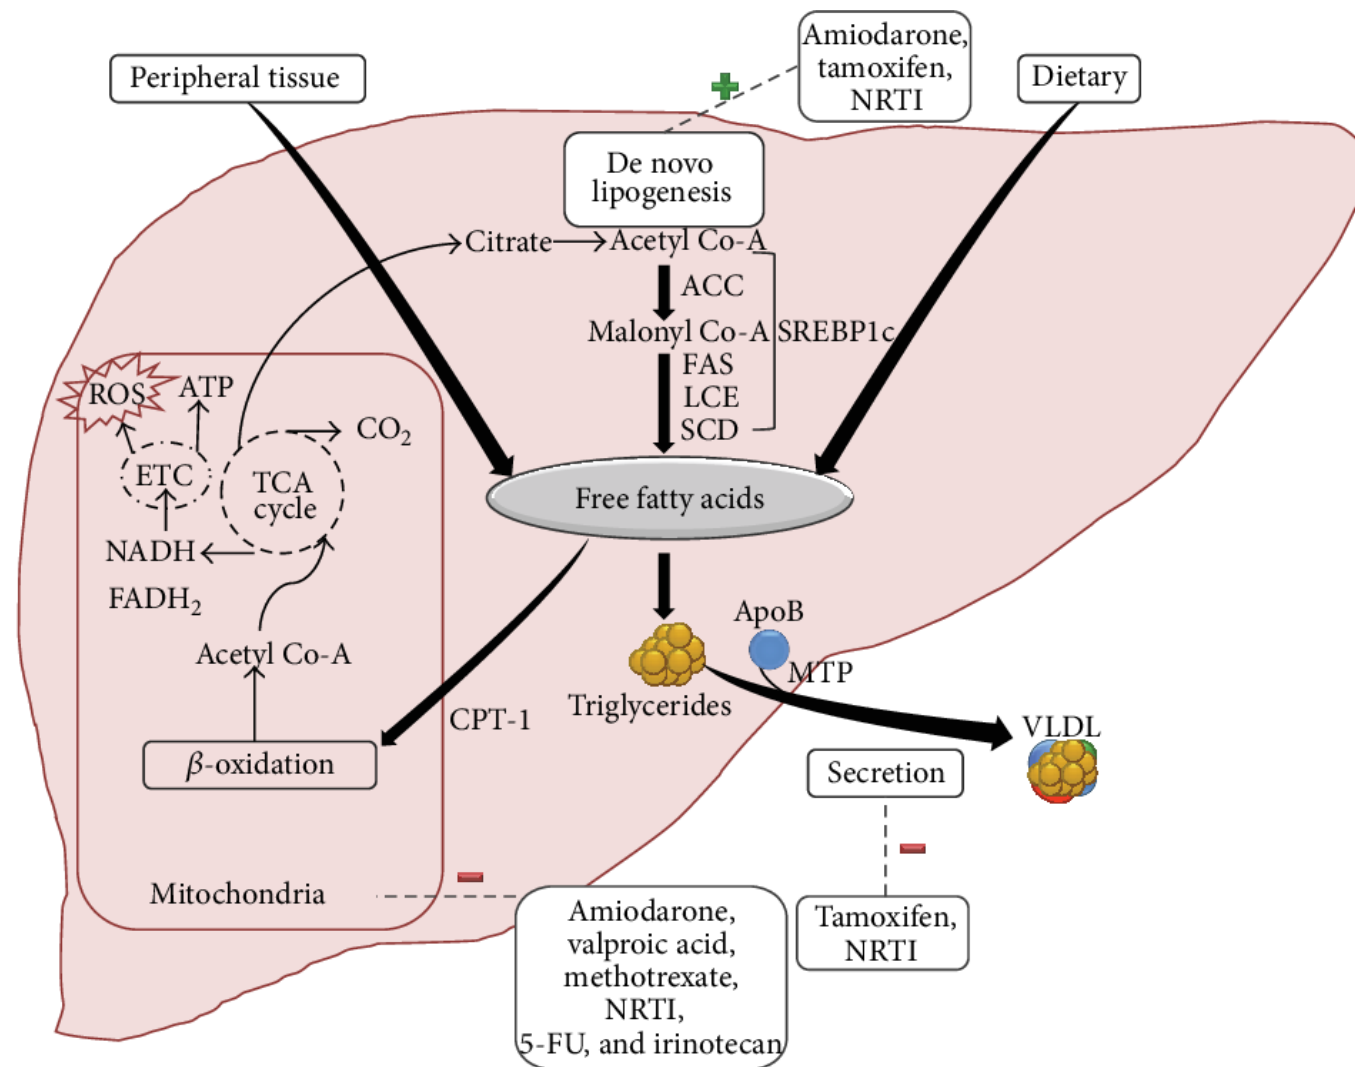 Peripheral tissue
Amiodarone,
tamoxifen,
NRTI
Dietary
De novo
lipogenesis
Citrate
Acetyl Co-A
ACC
Malonyl Co-A
SREBP1c
FAS
LCE
SCD
ROS
ATP
CO₂
ETC
TCA
cycle
Free fatty acids
NADH
FADH₂
Acetyl Co-A
ApoB
MTP
Triglycerides
CPT-1
VLDL
β-oxidation
Secretion
Mitochondria
Amiodarone,
valproic acid,
methotrexate,
NRTI,
5-FU, and irinotecan
Tamoxifen,
NRTI